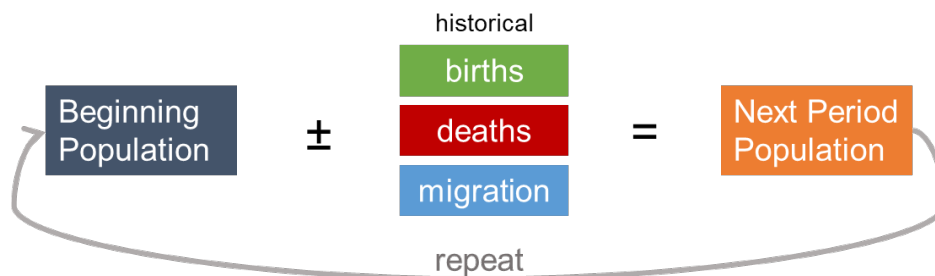 historical
births
Beginning
Population
±
deaths
=
Next Period
Population
migration
repeat